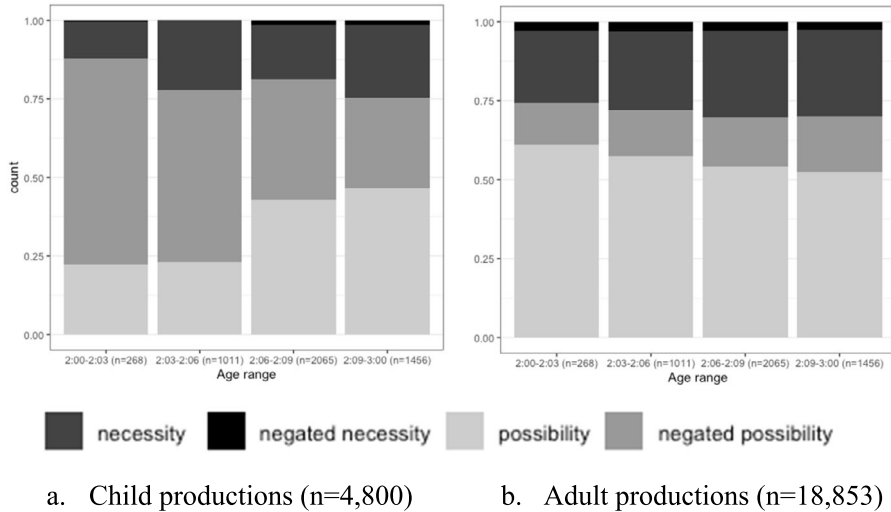 1.00
0.75
0.50
0.25
0.00
count
2:00-2:03 (n=268) 2:03-2:06 (n=1011) 2:06-2:09 (n=2065) 2:09-3:00 (n=1456)
Age range
1.00
0.75
0.50
0.25
0.00
2:00-2:03 (n=268) 2:03-2:06 (n=1011) 2:06-2:09 (n=2065) 2:09-3:00 (n=1456)
Age range
necessity negated necessity possibility negated possibility
a. Child productions (n=4,800) b. Adult productions (n=18,853)